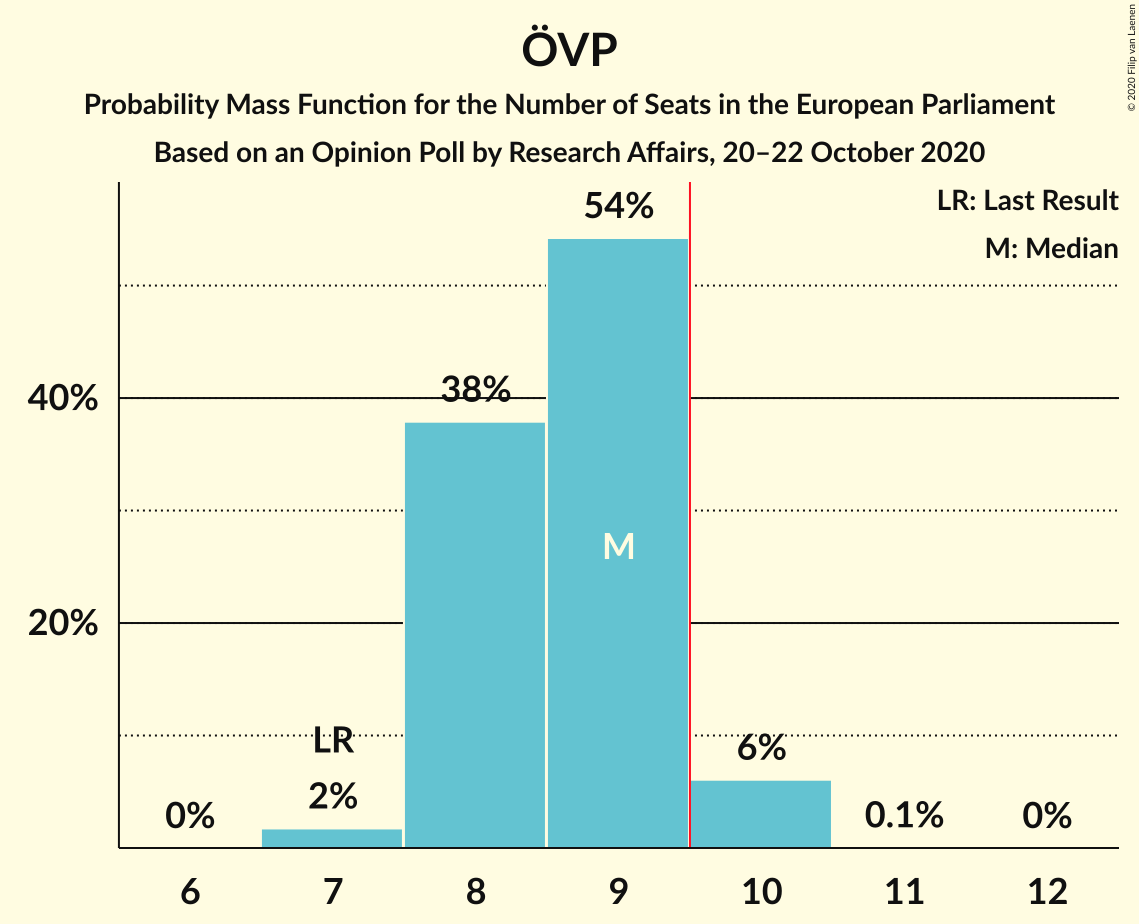 ÖVP
Probability Mass Function for the Number of Seats in the European Parliament
Based on an Opinion Poll by Research Affairs, 20–22 October 2020
© 2020 Filip van Laenen
LR: Last Result
M: Median
54%
40%
38%
M
20%
LR
6%
2%
0%
0.1%
0%
6 7 8 9 10 11 12